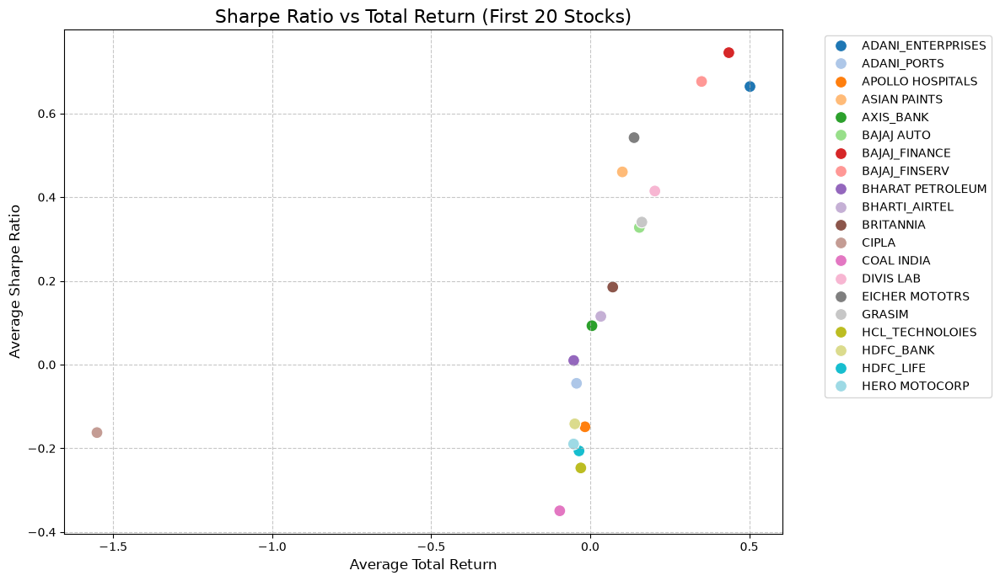 Sharpe Ratio vs Total Return (First 20 Stocks)
Average Sharpe Ratio
0.6
0.4
0.2
0.0
−0.2
−0.4
−1.5
−1.0
−0.5
0.0
0.5
Average Total Return
ADANI_ENTERPRISES
ADANI_PORTS
APOLLO HOSPITALS
ASIAN PAINTS
AXIS_BANK
BAJAJ AUTO
BAJAJ_FINANCE
BAJAJ_FINSERV
BHARAT PETROLEUM
BHARTI_AIRTEL
BRITANNIA
CIPLA
COAL INDIA
DIVIS LAB
EICHER MOTOTRS
GRASIM
HCL_TECHNOLOIES
HDFC_BANK
HDFC_LIFE
HERO MOTOCORP